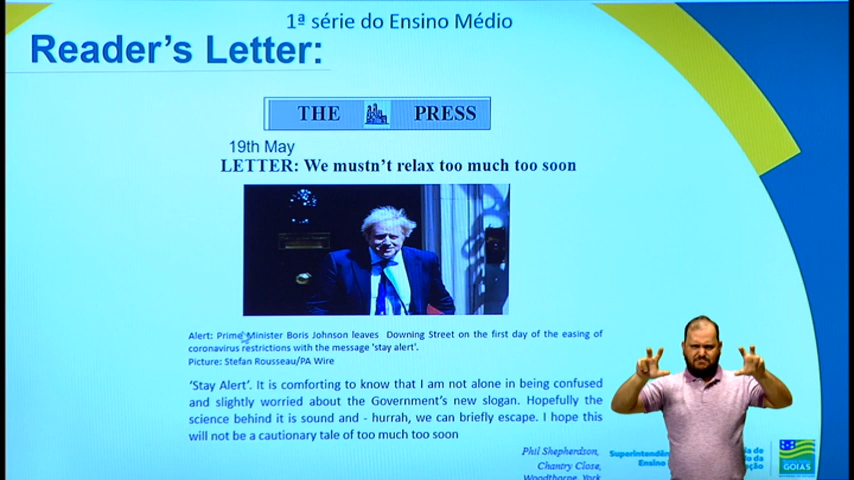 1ª série do Ensino Médio
Reader's Letter:
THE PRESS
19th May
LETTER: We mustn't relax too much too soon
Alert: Prime Minister Boris Johnson leaves Downing Street on the first day of the easing of
coronavirus restrictions with the message 'stay alert'.
Picture: Stefan Rousseau/PA Wire
'Stay Alert'. It is comforting to know that I am not alone in being confused
and slightly worried about the Government's new slogan. Hopefully the
science behind it is sound and - hurrah, we can briefly escape. I hope this
will not be a cautionary tale of too much too soon
Phil Shepherdson,
Chantry Close,
Woodthorpe, York
Ensino
GOIÁS